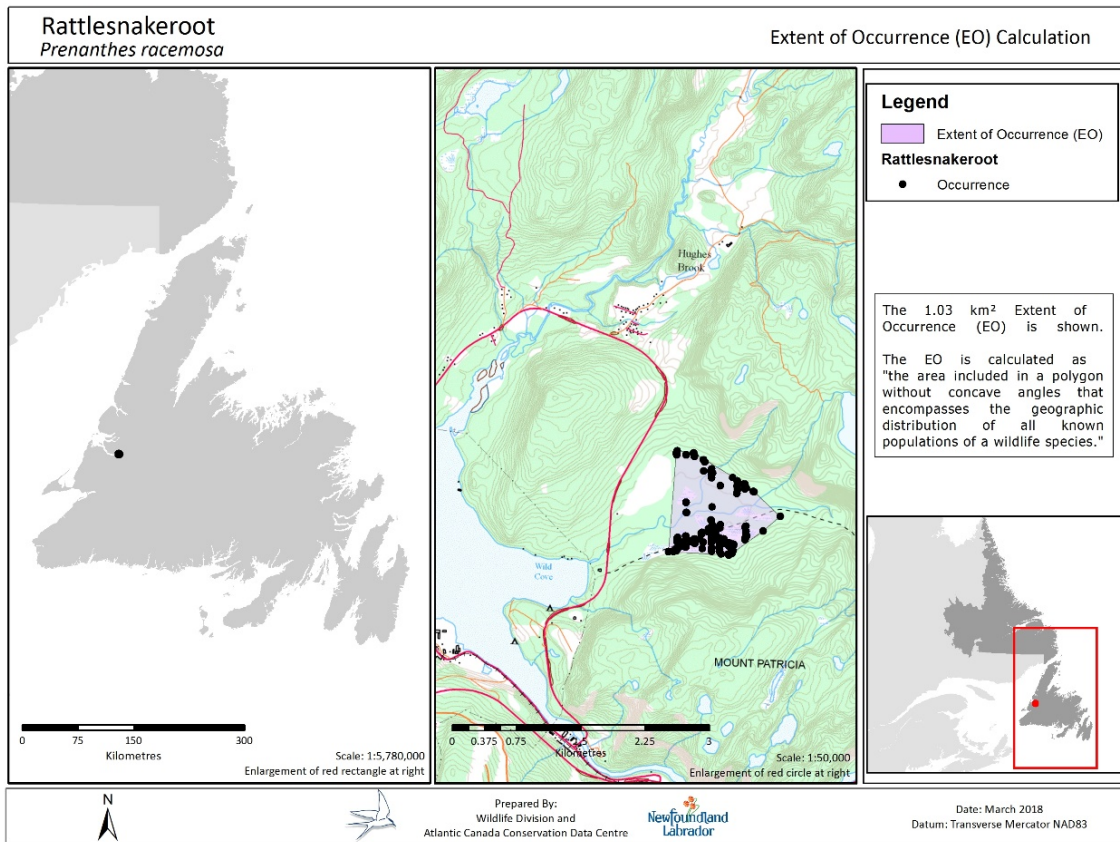 Rattlesnakeroot
Prenanthes racemosa
Extent of Occurrence (EO) Calculation
0 75 150 300
Kilometres
Scale: 1:5,780,000
Enlargement of red rectangle at right
Hughes
Brook
Wild
Cove
MOUNT PATRICIA
0 0.375 0.75 1.5 2.25 3
Kilometres
Scale: 1:50,000
Enlargement of red circle at right
Legend
Extent of Occurrence (EO)
Rattlesnakeroot
Occurrence
The 1.03 km² Extent of
Occurrence (EO) is shown.
The EO is calculated as
"the area included in a polygon
without concave angles that
encompasses the geographic
distribution of all known
populations of a wildlife species."
N
Prepared By:
Wildlife Division and
Atlantic Canada Conservation Data Centre
Newfoundland
Labrador
Date: March 2018
Datum: Transverse Mercator NAD83